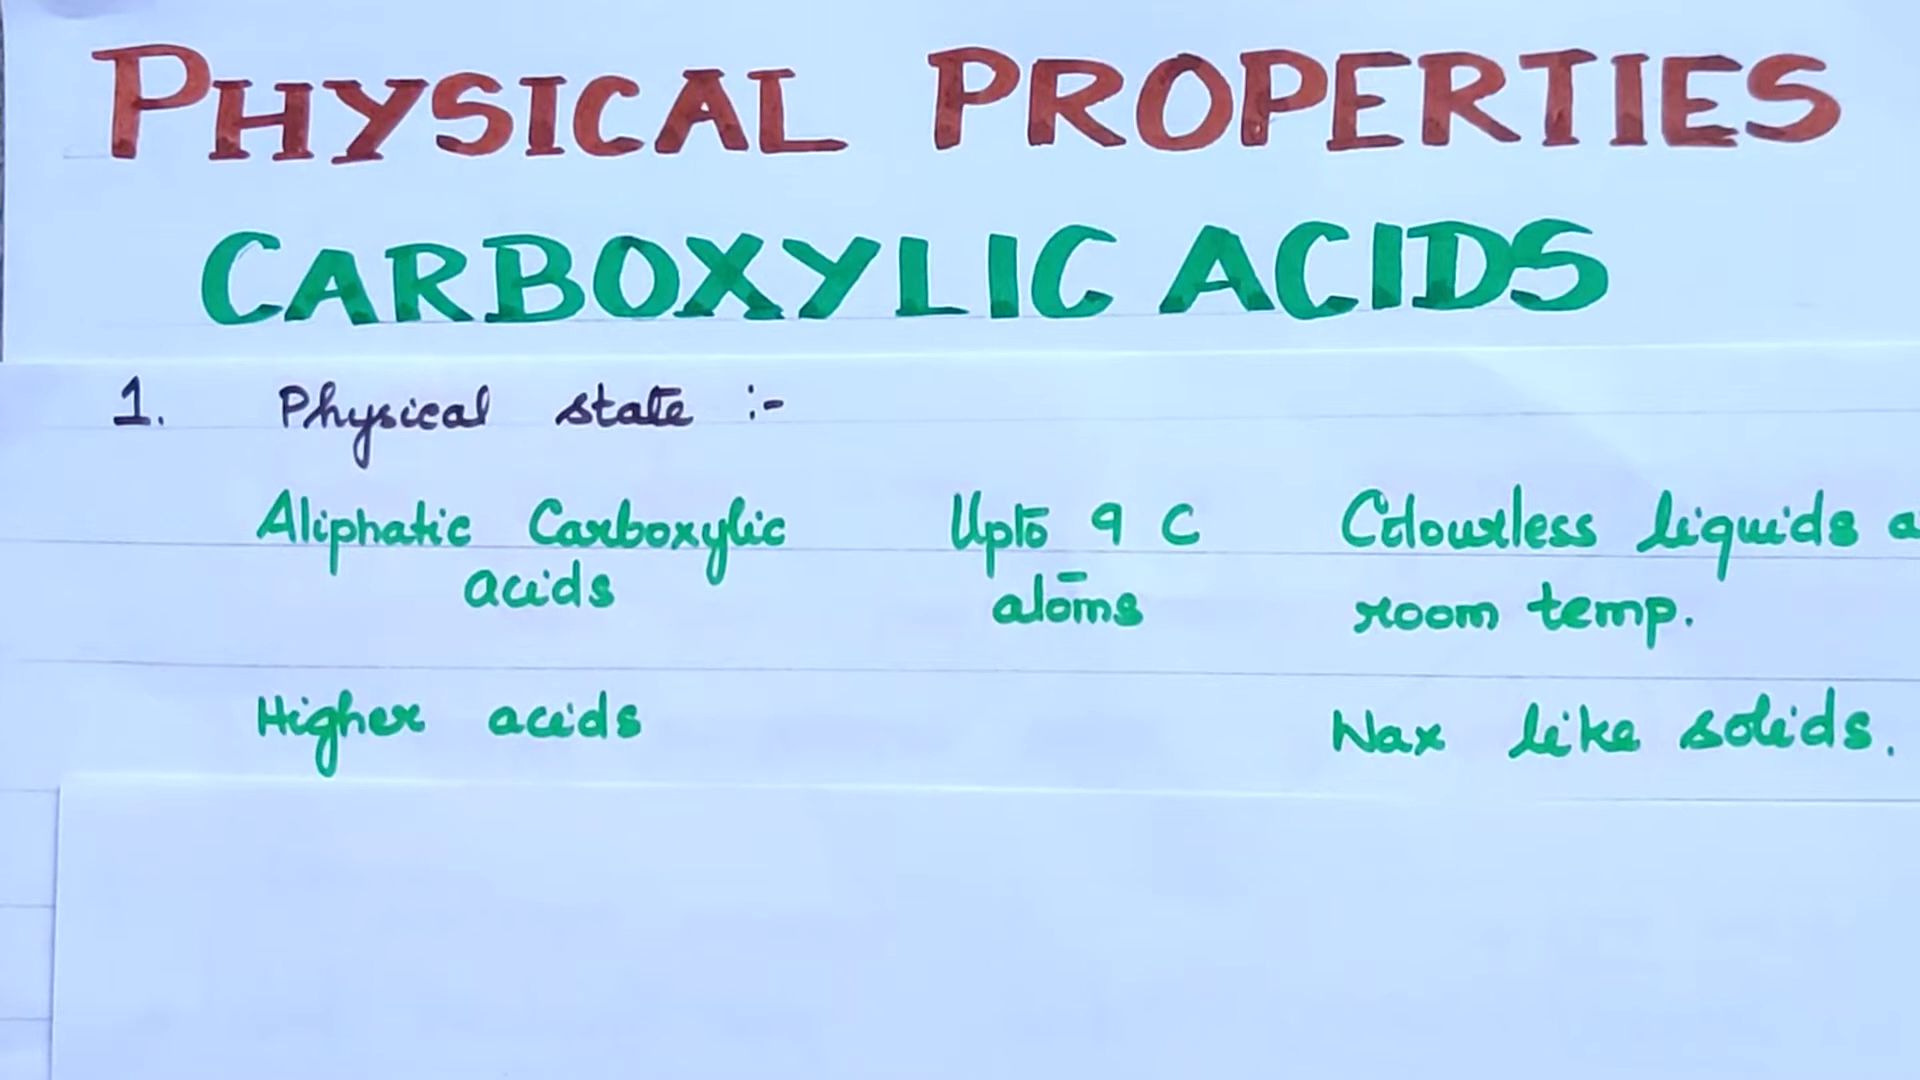 PHYSICAL PROPERTIES
CARBOXYLIC ACIDS
1. Physical state :-
Aliphatic Carboxylic Upto 9 C Colourless liquids
acids atoms room temp.
Higher acids Wax like solids.